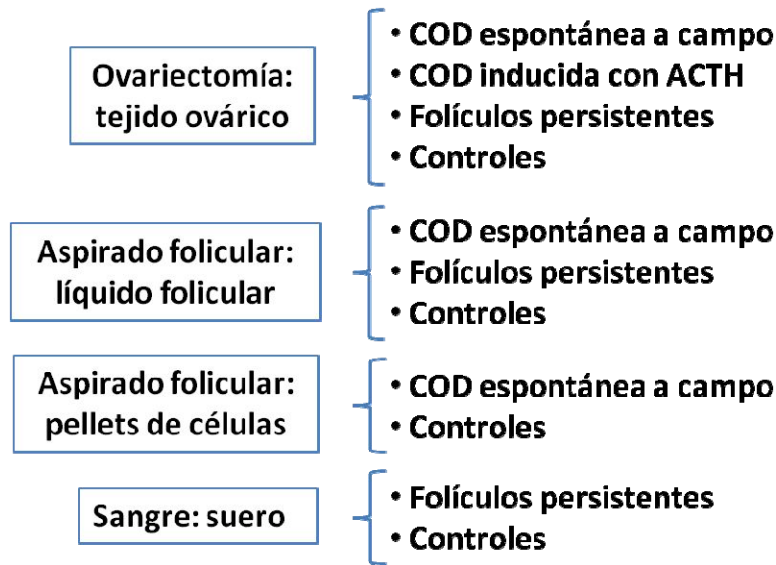 Ovariectomía:
tejido ovárico
• COD espontánea a campo
• COD inducida con ACTH
• Folículos persistentes
• Controles
Aspirado folicular:
líquido folicular
• COD espontánea a campo
• Folículos persistentes
• Controles
Aspirado folicular:
pellets de células
• COD espontánea a campo
• Controles
Sangre: suero
• Folículos persistentes
• Controles